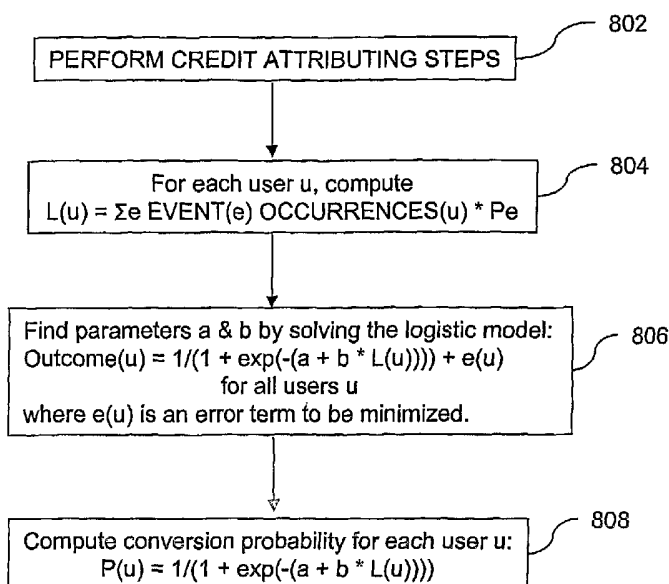 802
PERFORM CREDIT ATTRIBUTING STEPS
804
For each user u, compute
L(u) = Σe EVENT(e) OCCURRENCES(u) * Pe
806
Find parameters a & b by solving the logistic model:
Outcome(u) = 1/(1 + exp(-(a + b * L(u)))) + e(u)
for all users u
where e(u) is an error term to be minimized.
808
Compute conversion probability for each user u:
P(u) = 1/(1 + exp(-(a + b * L(u))))